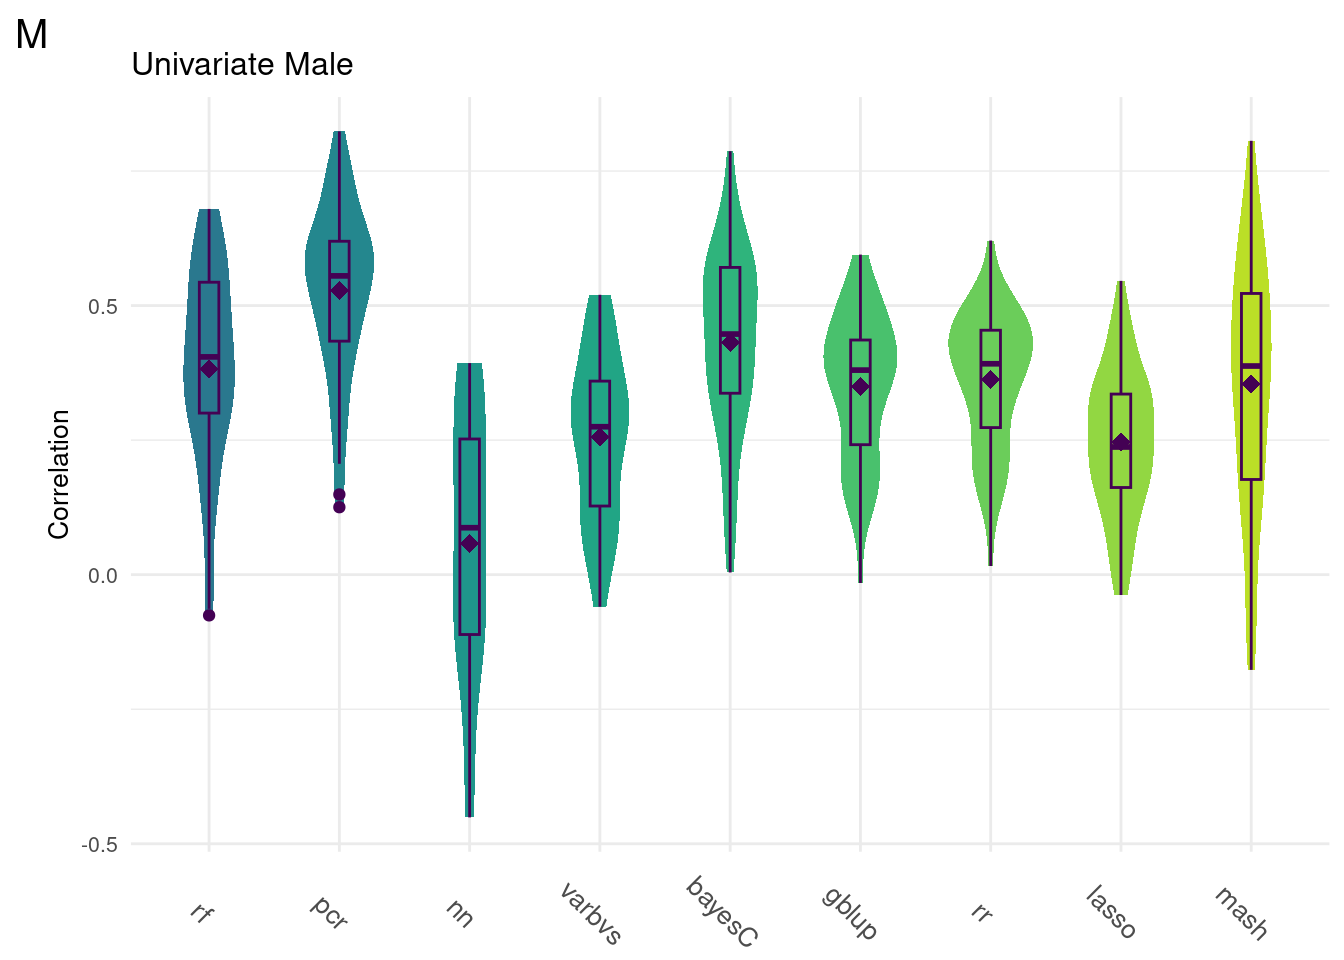 M
Univariate Male
Correlation
0.5
0.0
-0.5
rf
pcr
nn
varbvs
bayesC
gblup
rr
lasso
mash